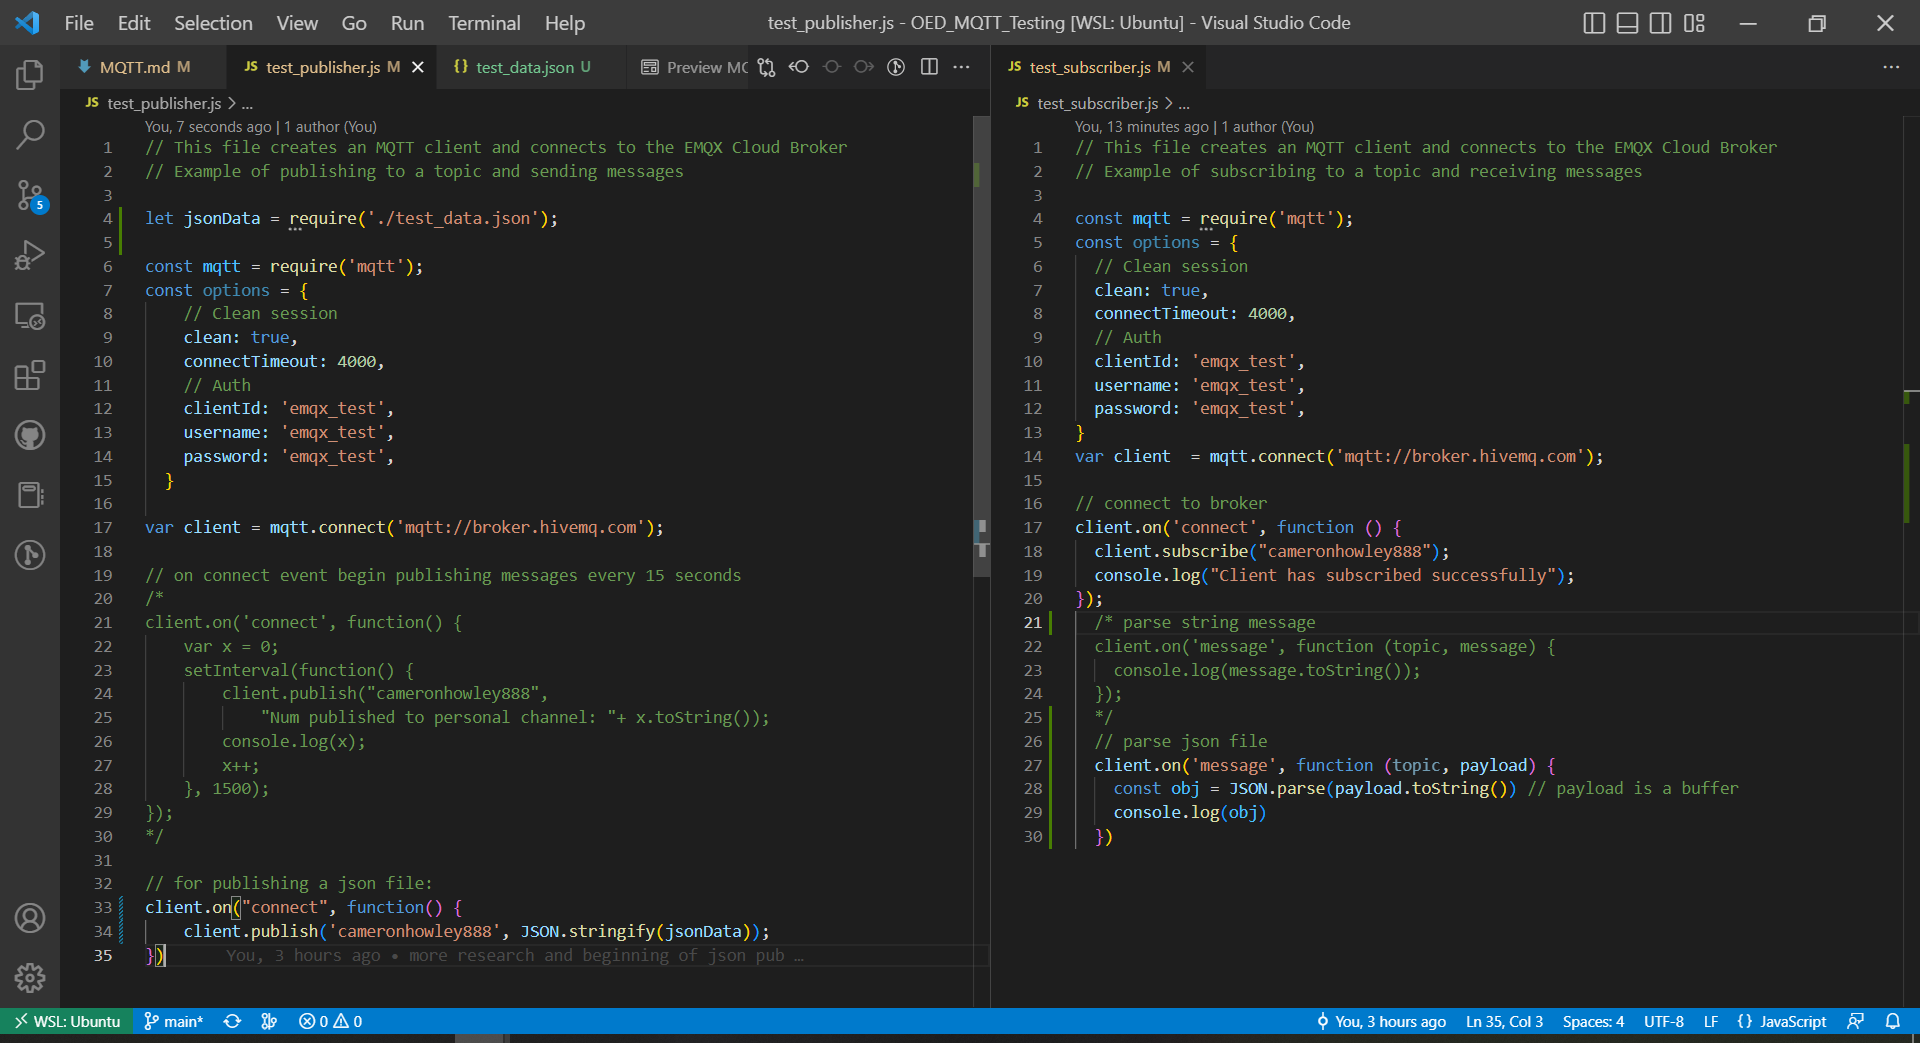 File Edit Selection View Go Run Terminal Help
test_publisher.js - OED_MQTT_Testing [WSL: Ubuntu] - Visual Studio Code
MQTT.md M
JS test_publisher.js M
{} test_data.json U
Preview MQ
JS test_publisher.js > ...
You, 7 seconds ago | 1 author (You)
1 // This file creates an MQTT client and connects to the EMQX Cloud Broker
2 // Example of publishing to a topic and sending messages
3
4 let jsonData = require('./test_data.json');
5
6 const mqtt = require('mqtt');
7 const options = {
8 // Clean session
9 clean: true,
10 connectTimeout: 4000,
11 // Auth
12 clientId: 'emqx_test',
13 username: 'emqx_test',
14 password: 'emqx_test',
15 }
16
17 var client = mqtt.connect('mqtt://broker.hivemq.com');
18
19 // on connect event begin publishing messages every 15 seconds
20 /*
21 client.on('connect', function() {
22 var x = 0;
23 setInterval(function() {
24 client.publish("cameronhowley888",
25 "Num published to personal channel: "+ x.toString());
26 console.log(x);
27 x++;
28 }, 1500);
29 });
30 */
31
32 // for publishing a json file:
33 client.on("connect", function() {
34 client.publish('cameronhowley888', JSON.stringify(jsonData));
35 }) You, 3 hours ago • more research and beginning of json pub …
JS test_subscriber.js M
JS test_subscriber.js > ...
You, 13 minutes ago | 1 author (You)
1 // This file creates an MQTT client and connects to the EMQX Cloud Broker
2 // Example of subscribing to a topic and receiving messages
3
4 const mqtt = require('mqtt');
5 const options = {
6 // Clean session
7 clean: true,
8 connectTimeout: 4000,
9 // Auth
10 clientId: 'emqx_test',
11 username: 'emqx_test',
12 password: 'emqx_test',
13 }
14 var client  = mqtt.connect('mqtt://broker.hivemq.com');
15
16 // connect to broker
17 client.on('connect', function () {
18 client.subscribe("cameronhowley888");
19 console.log("Client has subscribed successfully");
20 });
21 /* parse string message
22 client.on('message', function (topic, message) {
23 console.log(message.toString());
24 });
25 */
26 // parse json file
27 client.on('message', function (topic, payload) {
28 const obj = JSON.parse(payload.toString()) // payload is a buffer
29 console.log(obj)
30 })
5
WSL: Ubuntu main* 0 0 You, 3 hours ago Ln 35, Col 3 Spaces: 4 UTF-8 LF {} JavaScript